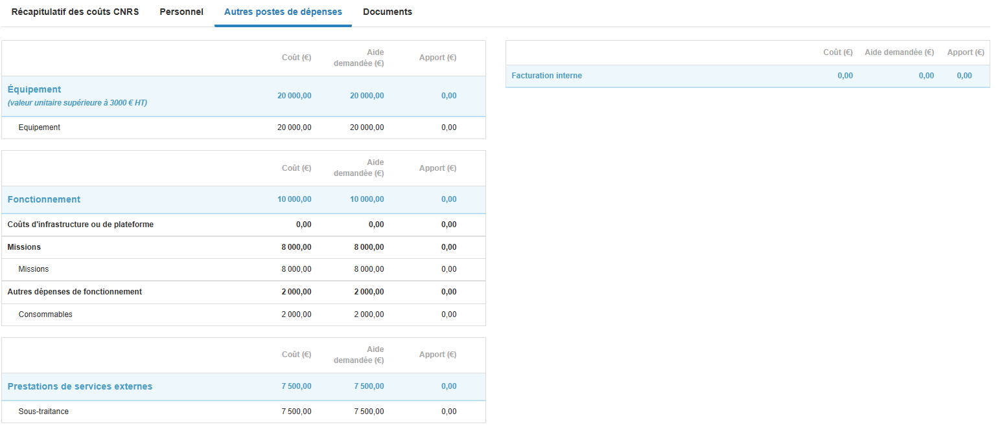 Récapitulatif des coûts CNRS Personnel Autres postes de dépenses Documents
Coût (€) Aide demandée (€) Apport (€)
Équipement 20 000,00 20 000,00 0,00
(valeur unitaire supérieure à 3000 € HT)
Equipement 20 000,00 20 000,00 0,00
Coût (€) Aide demandée (€) Apport (€)
Fonctionnement 10 000,00 10 000,00 0,00
Coûts d'infrastructure ou de plateforme 0,00 0,00 0,00
Missions 8 000,00 8 000,00 0,00
Missions 8 000,00 8 000,00 0,00
Autres dépenses de fonctionnement 2 000,00 2 000,00 0,00
Consommables 2 000,00 2 000,00 0,00
Coût (€) Aide demandée (€) Apport (€)
Prestations de services externes 7 500,00 7 500,00 0,00
Sous-traitance 7 500,00 7 500,00 0,00
Coût (€) Aide demandée (€) Apport (€)
Facturation interne 0,00 0,00 0,00